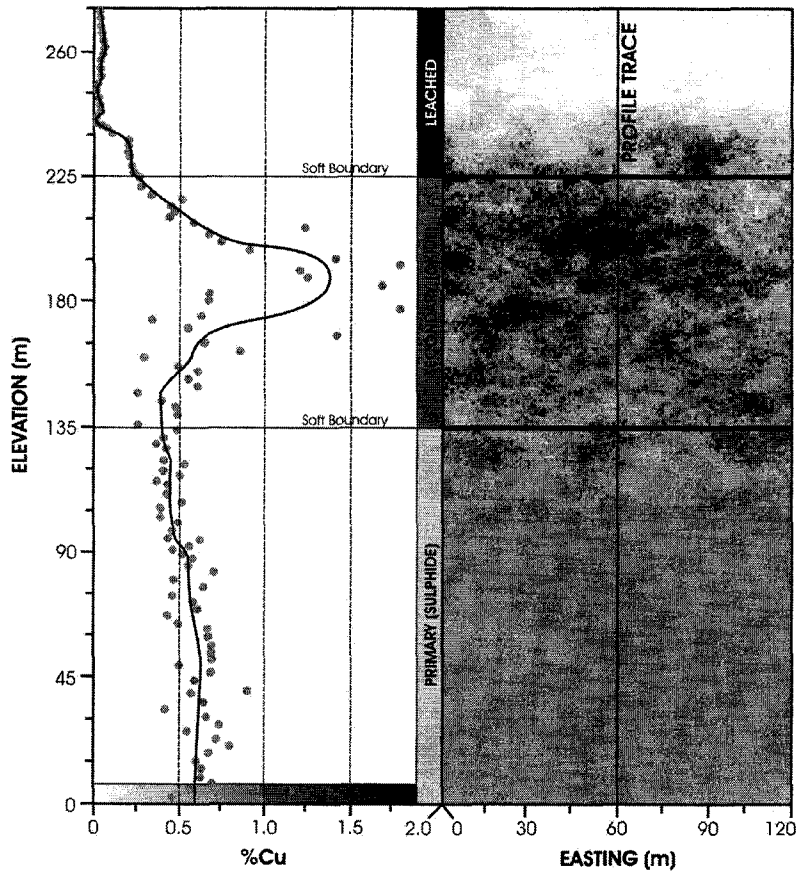 260
225
180
135
90
45
0
ELEVATION (m)
Soft Boundary
Soft Boundary
0
0.5
1.0
1.5
2.0
%Cu
LEACHED
PRIMARY (SULPHIDE)
PROFILE TRACE
0
30
60
90
120
EASTING (m)